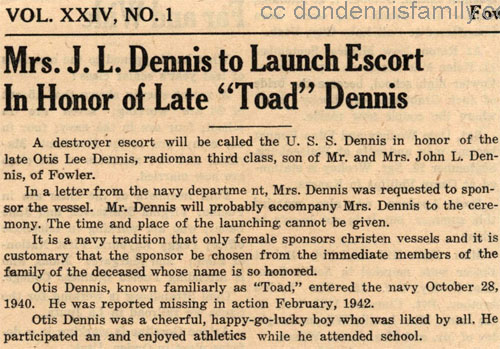 cc dondennisfamily.c
VOL. XXIV, NO. 1 Fow
Mrs. J. L. Dennis to Launch Escort
In Honor of Late "Toad" Dennis
A destroyer escort will be called the U. S. S. Dennis in honor of the
late Otis Lee Dennis, radioman third class, son of Mr. and Mrs. John L. Den-
nis, of Fowler.
In a letter from the navy departme nt, Mrs. Dennis was requested to spon-
sor the vessel. Mr. Dennis will probably accompany Mrs. Dennis to the cere-
mony. The time and place of the launching cannot be given.
It is a navy tradition that only female sponsors christen vessels and it is
customary that the sponsor be chosen from the immediate members of the
family of the deceased whose name is so honored.
Otis Dennis, known familiarly as "Toad," entered the navy October 28,
1940. He was reported missing in action February, 1942.
Otis Dennis was a cheerful, happy-go-lucky boy who was liked by all. He
participated an and enjoyed athletics while he attended school.